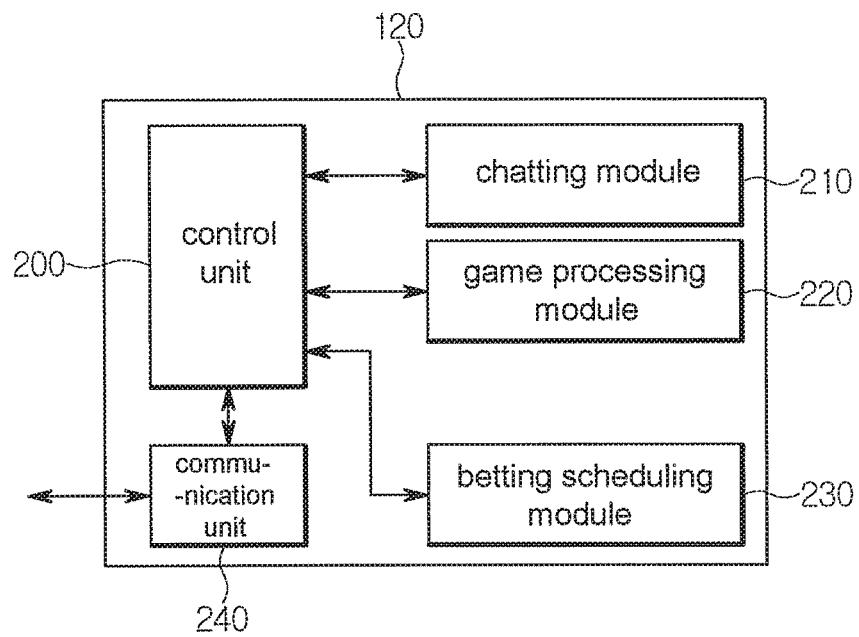 120
control
unit
200
chatting module
210
game processing
module
220
commu-
-nication
unit
240
betting scheduling
module
230